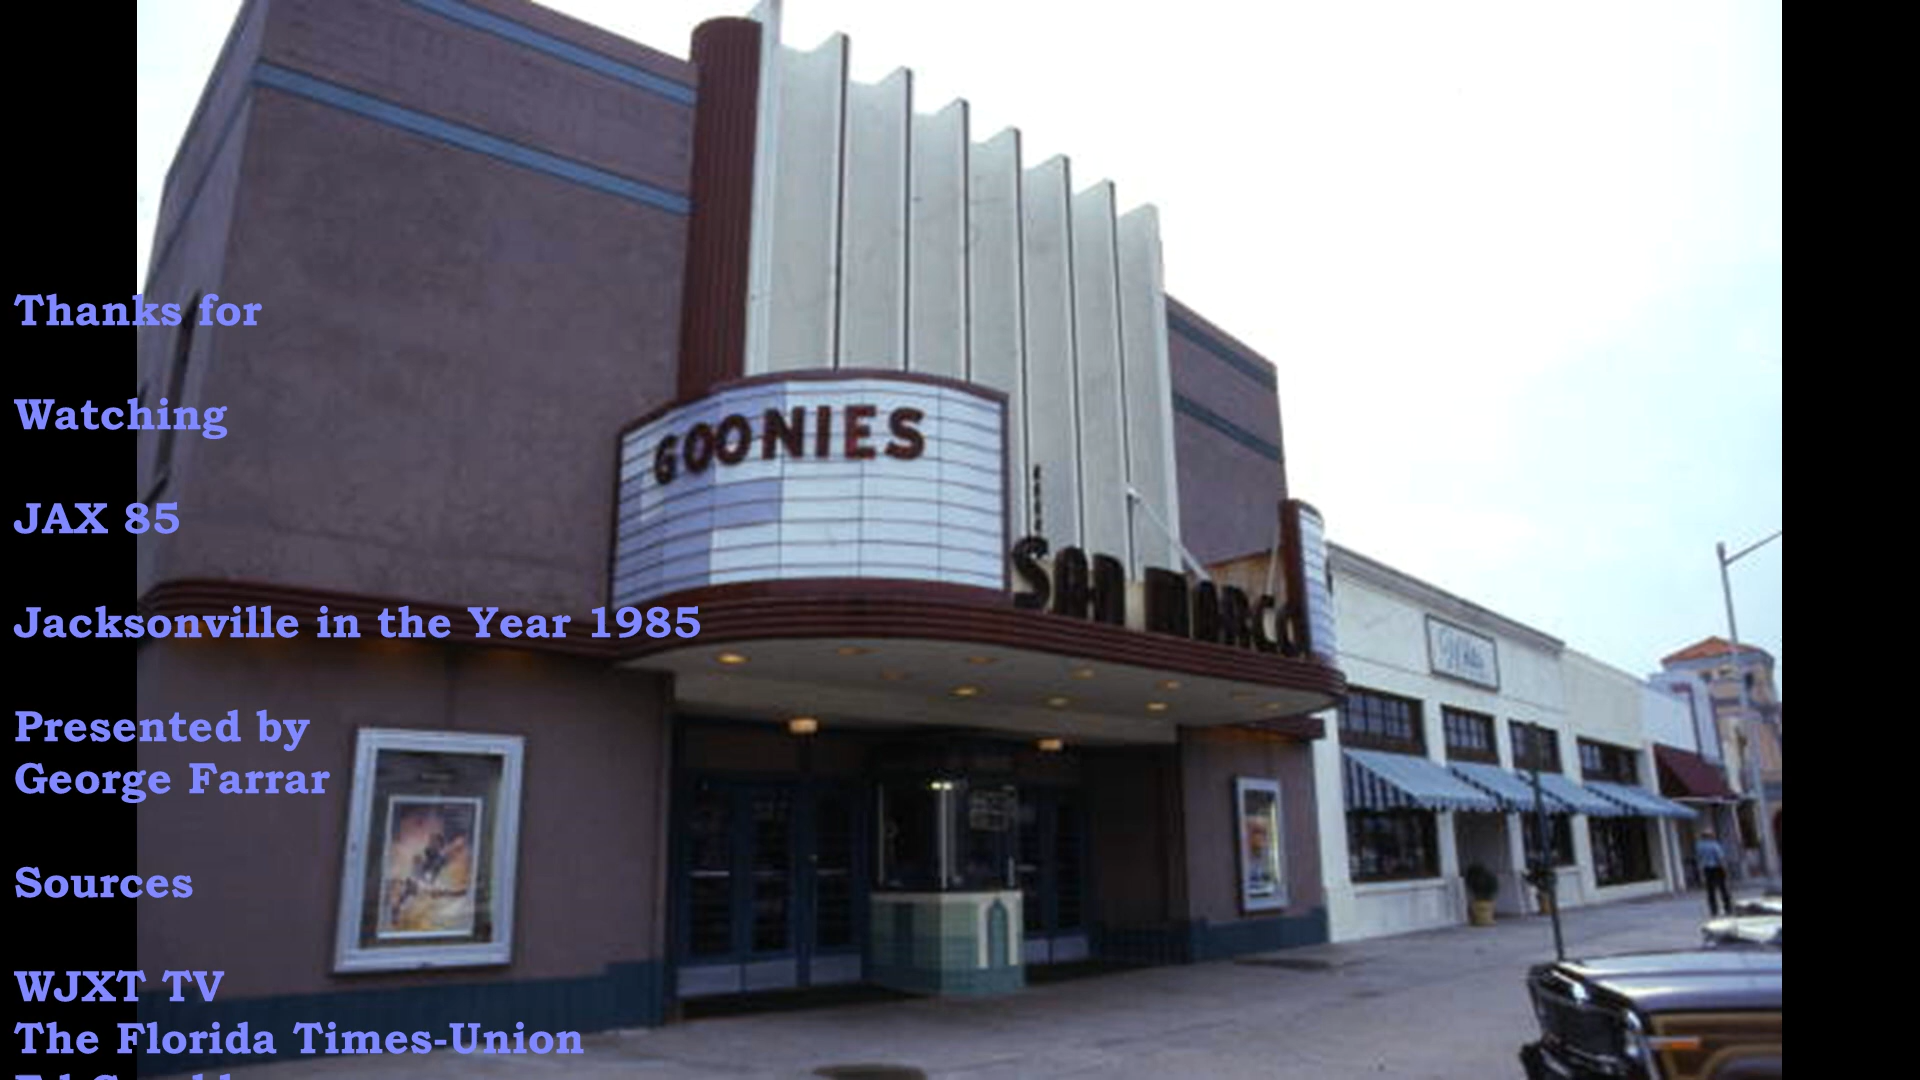 Thanks for
Watching
JAX 85
Jacksonville in the Year 1985
Presented by
George Farrar
Sources
WJXT TV
The Florida Times-Union
GOONIES
SAN MARCO